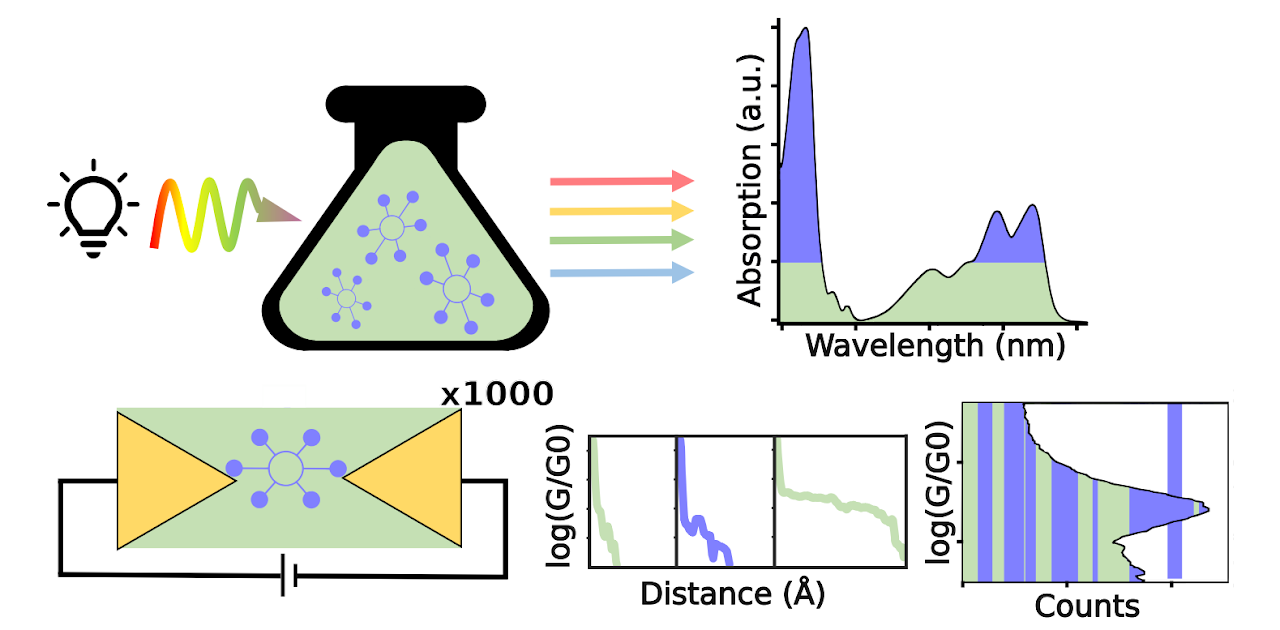 Absorption (a.u.)
Wavelength (nm)
x1000
log(G/G0)
Distance (Å)
log(G/G0)
Counts